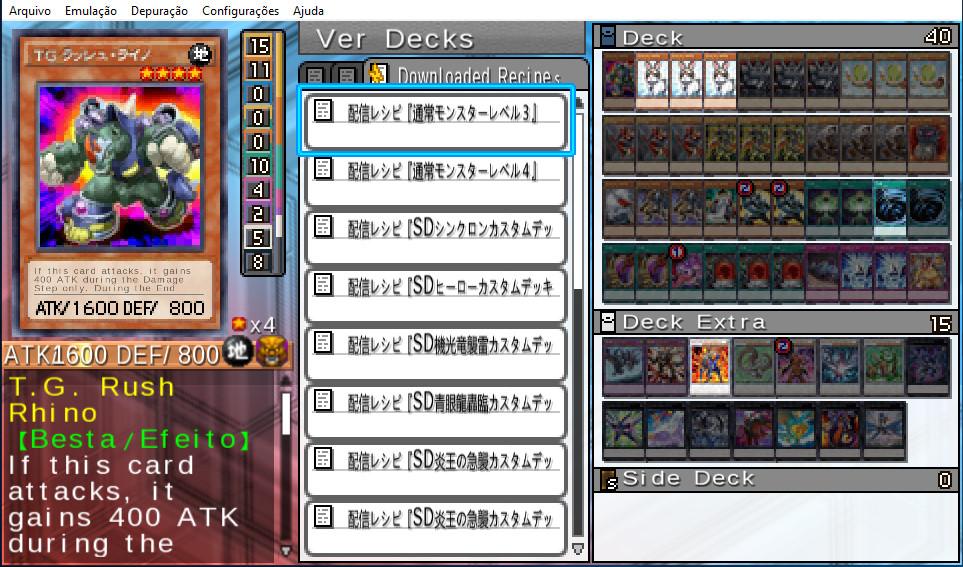 Arquivo Emulação Depuração Configurações Ajuda
TG ラッシュ・ライノ 地
If this card attacks, it gains
400 ATK during the Damage
Step only. During the End
ATK/1600 DEF/ 800
x4
ATK1600 DEF/ 800 地
T.G. Rush
Rhino
【Besta/Efeito】
If this card
attacks, it
gains 400 ATK
during the
15
11
0
0
0
10
4
2
5
8
Ver Decks
Downloaded Recipes
配信レシピ『通常モンスターレベル3』
配信レシピ『通常モンスターレベル4』
配信レシピ『SDシンクロンカスタムデッ
配信レシピ『SDヒーローカスタムデッキ
配信レシピ『SD機光竜襲雷カスタムデッ
配信レシピ『SD青眼龍轟臨カスタムデッ
配信レシピ『SD炎王の急襲カスタムデッ
配信レシピ『SD炎王の急襲カスタムデッ
Deck 40
1
Deck Extra 15
Side Deck 0